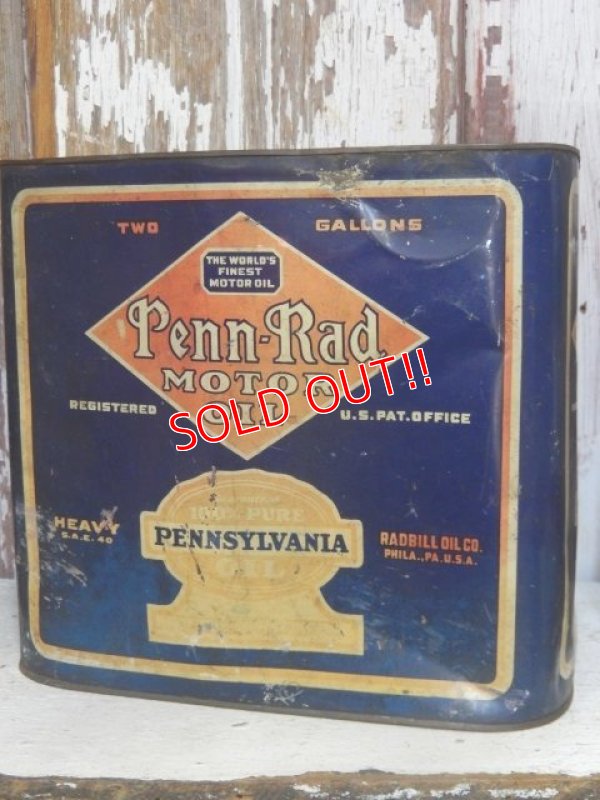 TWO GALLONS
THE WORLD'S
FINEST
MOTOR OIL
Penn-Rad
MOTOR
OIL
SOLD OUT!!
REGISTERED
U.S. PAT. OFFICE
100% PURE
PENNSYLVANIA
OIL
HEAVY
S.A.E. 40
RADBILL OIL CO.
PHILA., PA. U.S.A.